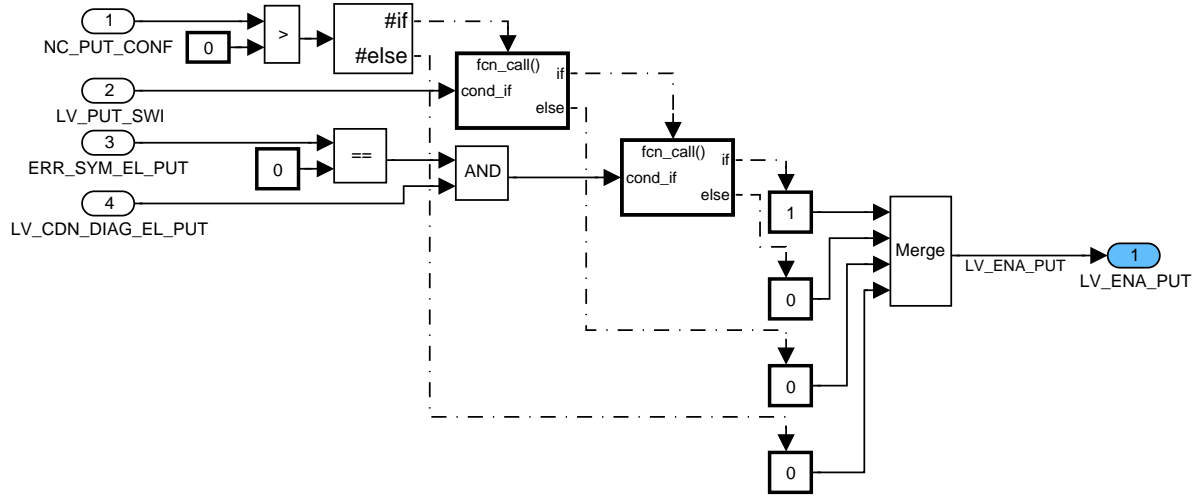 1
NC_PUT_CONF
0
>
#if
#else
2
LV_PUT_SWI
fcn_call()
cond_if
if
else
3
ERR_SYM_EL_PUT
0
==
4
LV_CDN_DIAG_EL_PUT
AND
fcn_call()
cond_if
if
else
1
0
0
0
Merge
LV_ENA_PUT
1
LV_ENA_PUT